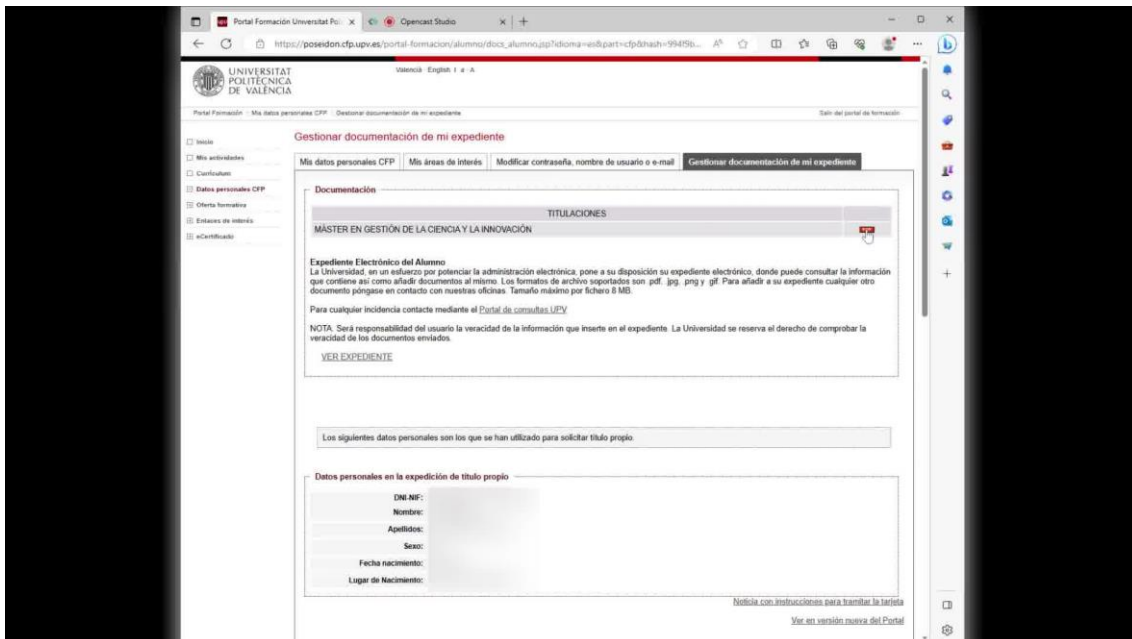 Portal Formación Universitat Pol
Opencast Studio
https://poseidon.cfp.upv.es/portal-formacion/alumno/docs_alumno.jsp?idioma=es&part=cfp&hash=994f9b...
UNIVERSITAT
POLITÈCNICA
DE VALÈNCIA
Valencià · English | a · A
Portal Formación :: Mis datos personales CFP :: Gestionar documentación de mi expediente
Salir del portal de formación
Inicio
Mis actividades
Curriculum
Datos personales CFP
Oferta formativa
Enlaces de interés
eCertificado
Gestionar documentación de mi expediente
Mis datos personales CFP
Mis áreas de interés
Modificar contraseña, nombre de usuario o e-mail
Gestionar documentación de mi expediente
Documentación
TITULACIONES
MÁSTER EN GESTIÓN DE LA CIENCIA Y LA INNOVACIÓN
Expediente Electrónico del Alumno
La Universidad, en un esfuerzo por potenciar la administración electrónica, pone a su disposición su expediente electrónico, donde puede consultar la información
que contiene así como añadir documentos al mismo. Los formatos de archivo soportados son .pdf, .jpg, .png y .gif. Para añadir a su expediente cualquier otro
documento póngase en contacto con nuestras oficinas. Tamaño máximo por fichero 8 MB.
Para cualquier incidencia contacte mediante el Portal de consultas UPV
NOTA: Será responsabilidad del usuario la veracidad de la información que inserte en el expediente. La Universidad se reserva el derecho de comprobar la
veracidad de los documentos enviados.
VER EXPEDIENTE
Los siguientes datos personales son los que se han utilizado para solicitar título propio.
Datos personales en la expedición de título propio
DNI-NIF:
Nombre:
Apellidos:
Sexo:
Fecha nacimiento:
Lugar de Nacimiento:
Noticia con instrucciones para tramitar la tarjeta
Ver en versión nueva del Portal